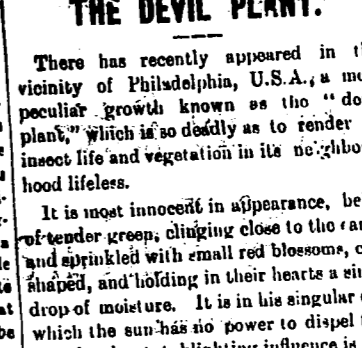 THE DEVIL PLANT.
There has recently appeared in
vicinity of Philadelphia, U.S.A., a
peculiar growth known as the "
plant," which is so deadly as to render
insect life and vegetation in its neighbo
hood lifeless.
It is most innocent in appearance, be
of tender green, clinging close to the
and sprinkled with small red blossoms,
shaped, and holding in their hearts a
drop of moisture. It is in his singular
which the sun has no power to dispel
influence is